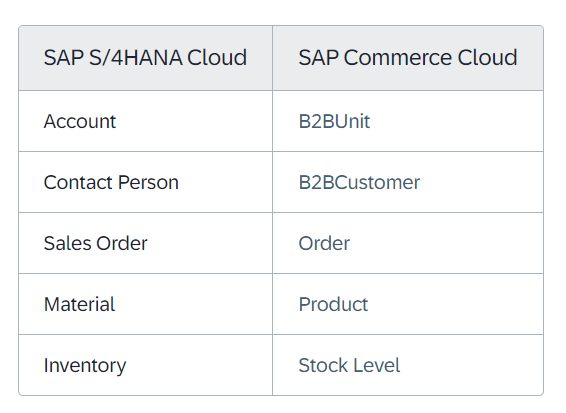 SAP S/4HANA Cloud SAP Commerce Cloud
Account B2BUnit
Contact Person B2BCustomer
Sales Order Order
Material Product
Inventory Stock Level